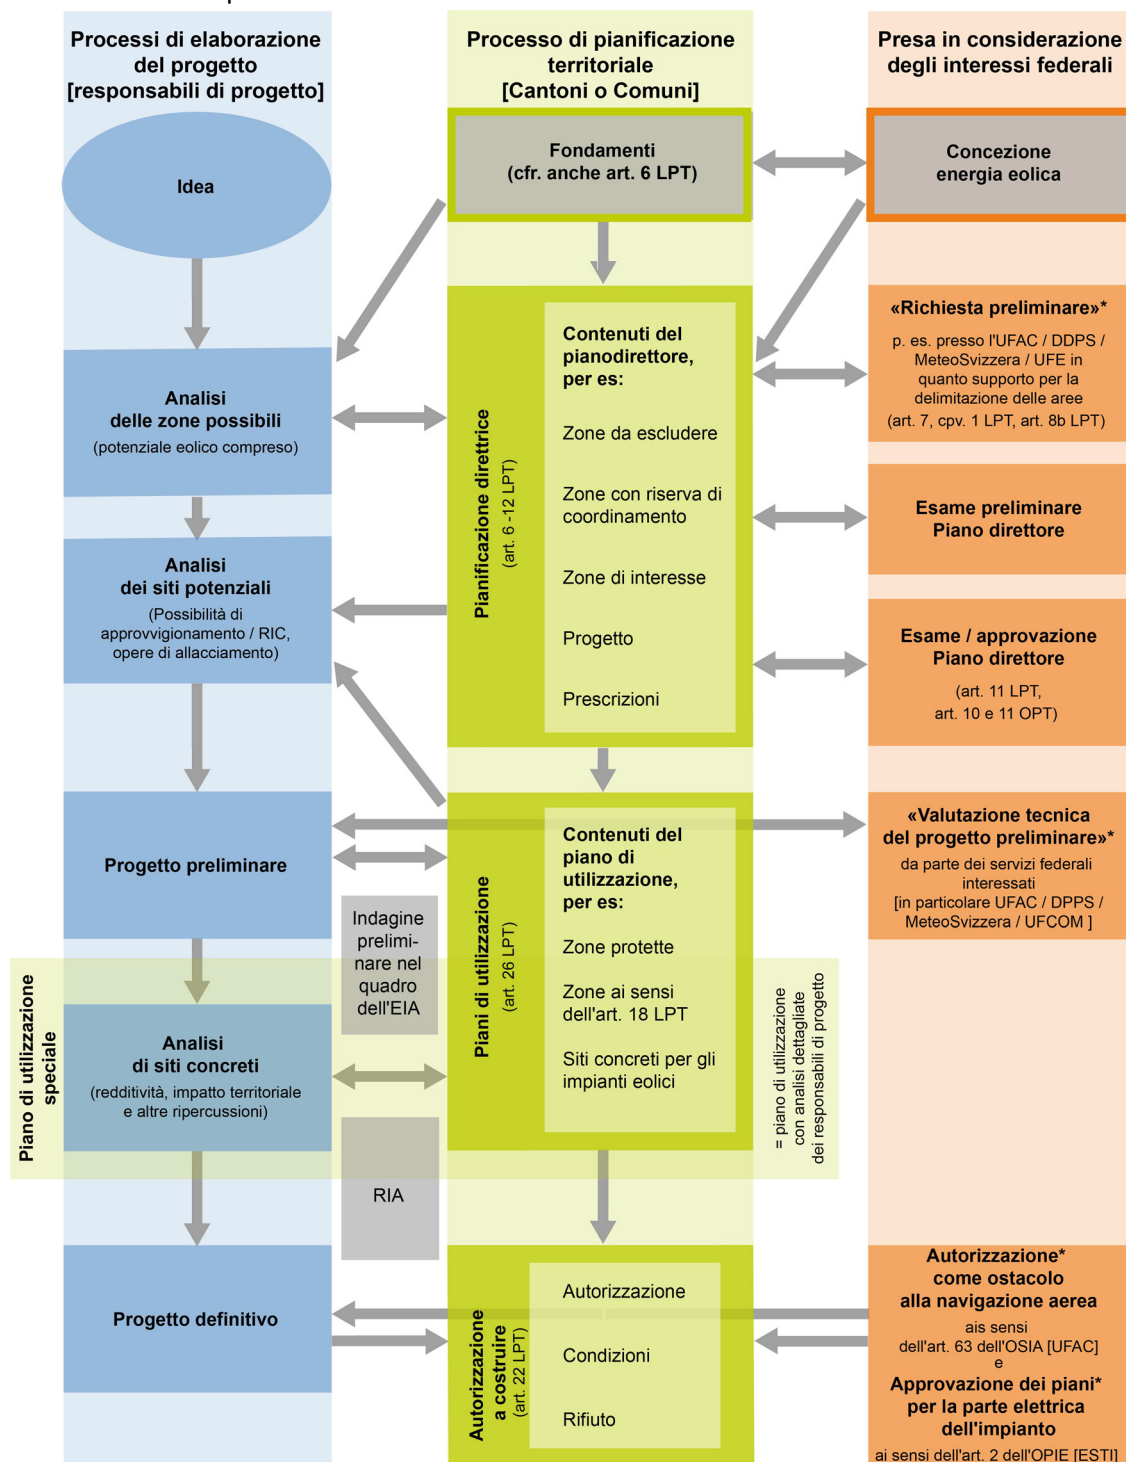 Processi di elaborazione
del progetto
[responsabili di progetto]
Idea
Analisi
delle zone possibili
(potenziale eolico compreso)
Analisi
dei siti potenziali
(Possibilità di
approvvigionamento / RIC,
opere di allacciamento)
Progetto preliminare
Piano di utilizzazione
speciale
Analisi
di siti concreti
(redditività, impatto territoriale
e altre ripercussioni)
Progetto definitivo
Indagine
prelimi-
nare nel
quadro
dell'EIA
RIA
Processo di pianificazione
territoriale
[Cantoni o Comuni]
Fondamenti
(cfr. anche art. 6 LPT)
Pianificazione direttrice
(art. 6 -12 LPT)
Contenuti del
pianodirettore,
per es:
Zone da escludere
Zone con riserva di
coordinamento
Zone di interesse
Progetto
Prescrizioni
Piani di utilizzazione
(art. 26 LPT)
Contenuti del
piano di
utilizzazione,
per es:
Zone protette
Zone ai sensi
dell'art. 18 LPT
Siti concreti per gli
impianti eolici
= piano di utilizzazione
con analisi dettagliate
dei responsabili di progetto
Autorizzazione
a costruire
(art. 22 LPT)
Autorizzazione
Condizioni
Rifiuto
Presa in considerazione
degli interessi federali
Concezione
energia eolica
«Richiesta preliminare»*
p. es. presso l'UFAC / DDPS /
MeteoSvizzera / UFE in
quanto supporto per la
delimitazione delle aree
(art. 7, cpv. 1 LPT, art. 8b LPT)
Esame preliminare
Piano direttore
Esame / approvazione
Piano direttore
(art. 11 LPT,
art. 10 e 11 OPT)
«Valutazione tecnica
del progetto preliminare»*
da parte dei servizi federali
interessati
[in particolare UFAC / DPPS /
MeteoSvizzera / UFCOM ]
Autorizzazione*
come ostacolo
alla navigazione aerea
ais sensi
dell'art. 63 dell'OSIA [UFAC]
e
Approvazione dei piani*
per la parte elettrica
dell'impianto
ai sensi dell'art. 2 dell'OPIE [ESTI]